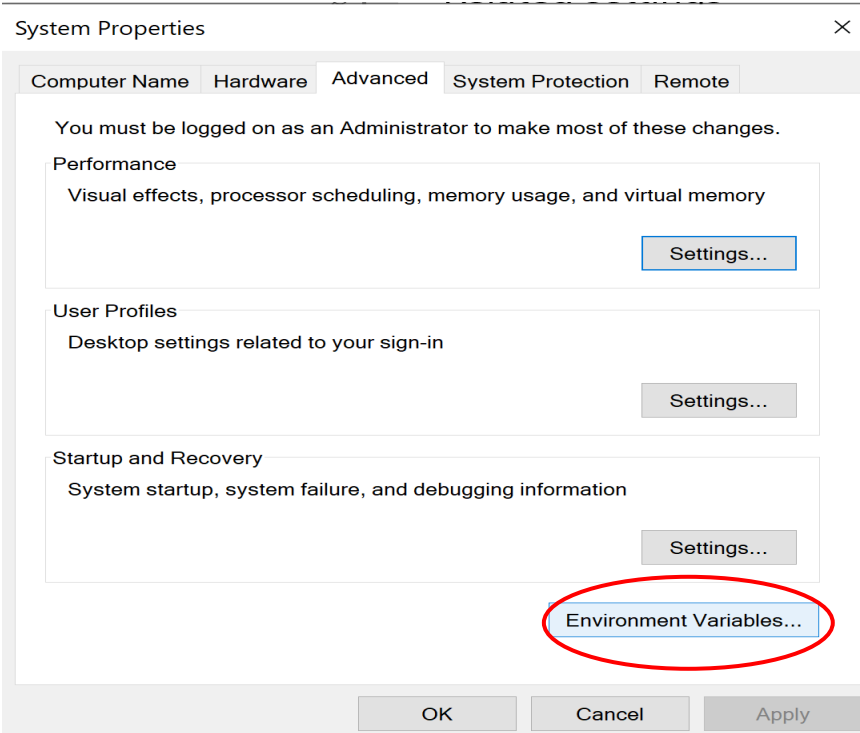 System Properties
Computer Name Hardware Advanced System Protection Remote
You must be logged on as an Administrator to make most of these changes.
Performance
Visual effects, processor scheduling, memory usage, and virtual memory
Settings...
User Profiles
Desktop settings related to your sign-in
Settings...
Startup and Recovery
System startup, system failure, and debugging information
Settings...
Environment Variables...
OK Cancel Apply